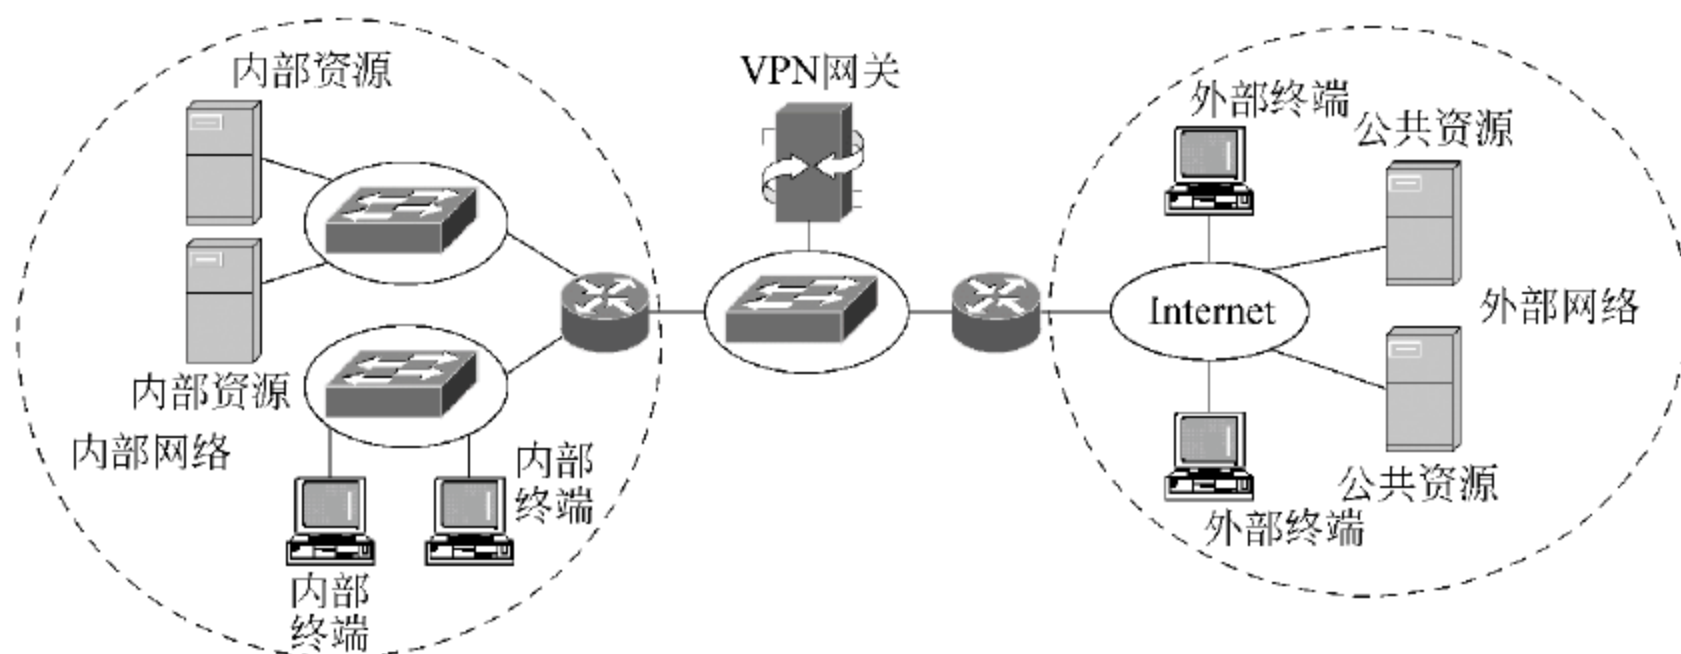 内部资源
VPN网关
外部终端
公共资源
Internet
外部网络
内部资源
内部网络
内部
终端
内部
终端
外部终端
公共资源